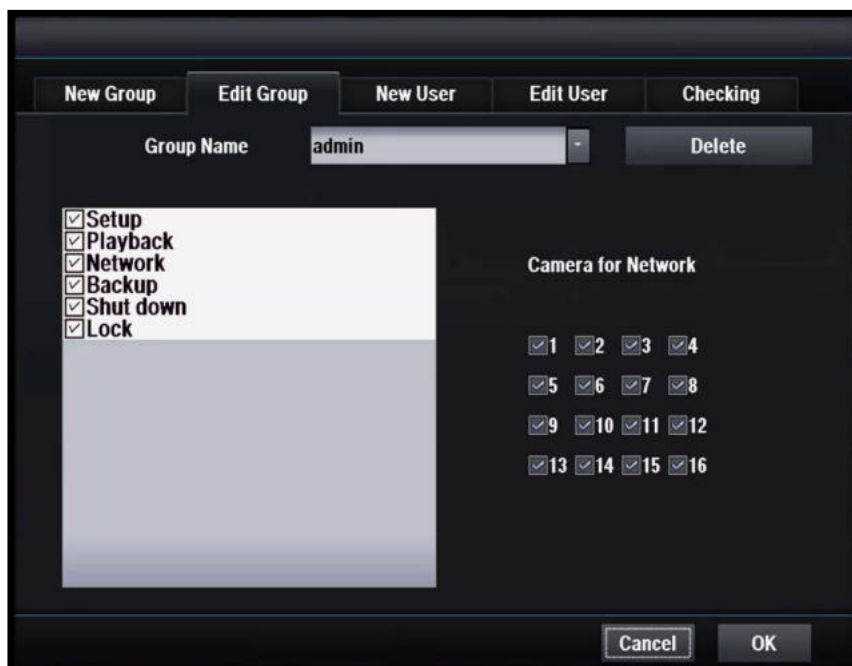 New Group Edit Group New User Edit User Checking
Group Name admin Delete
Setup
Playback
Network
Backup
Shut down
Lock
Camera for Network
1 2 3 4
5 6 7 8
9 10 11 12
13 14 15 16
Cancel OK